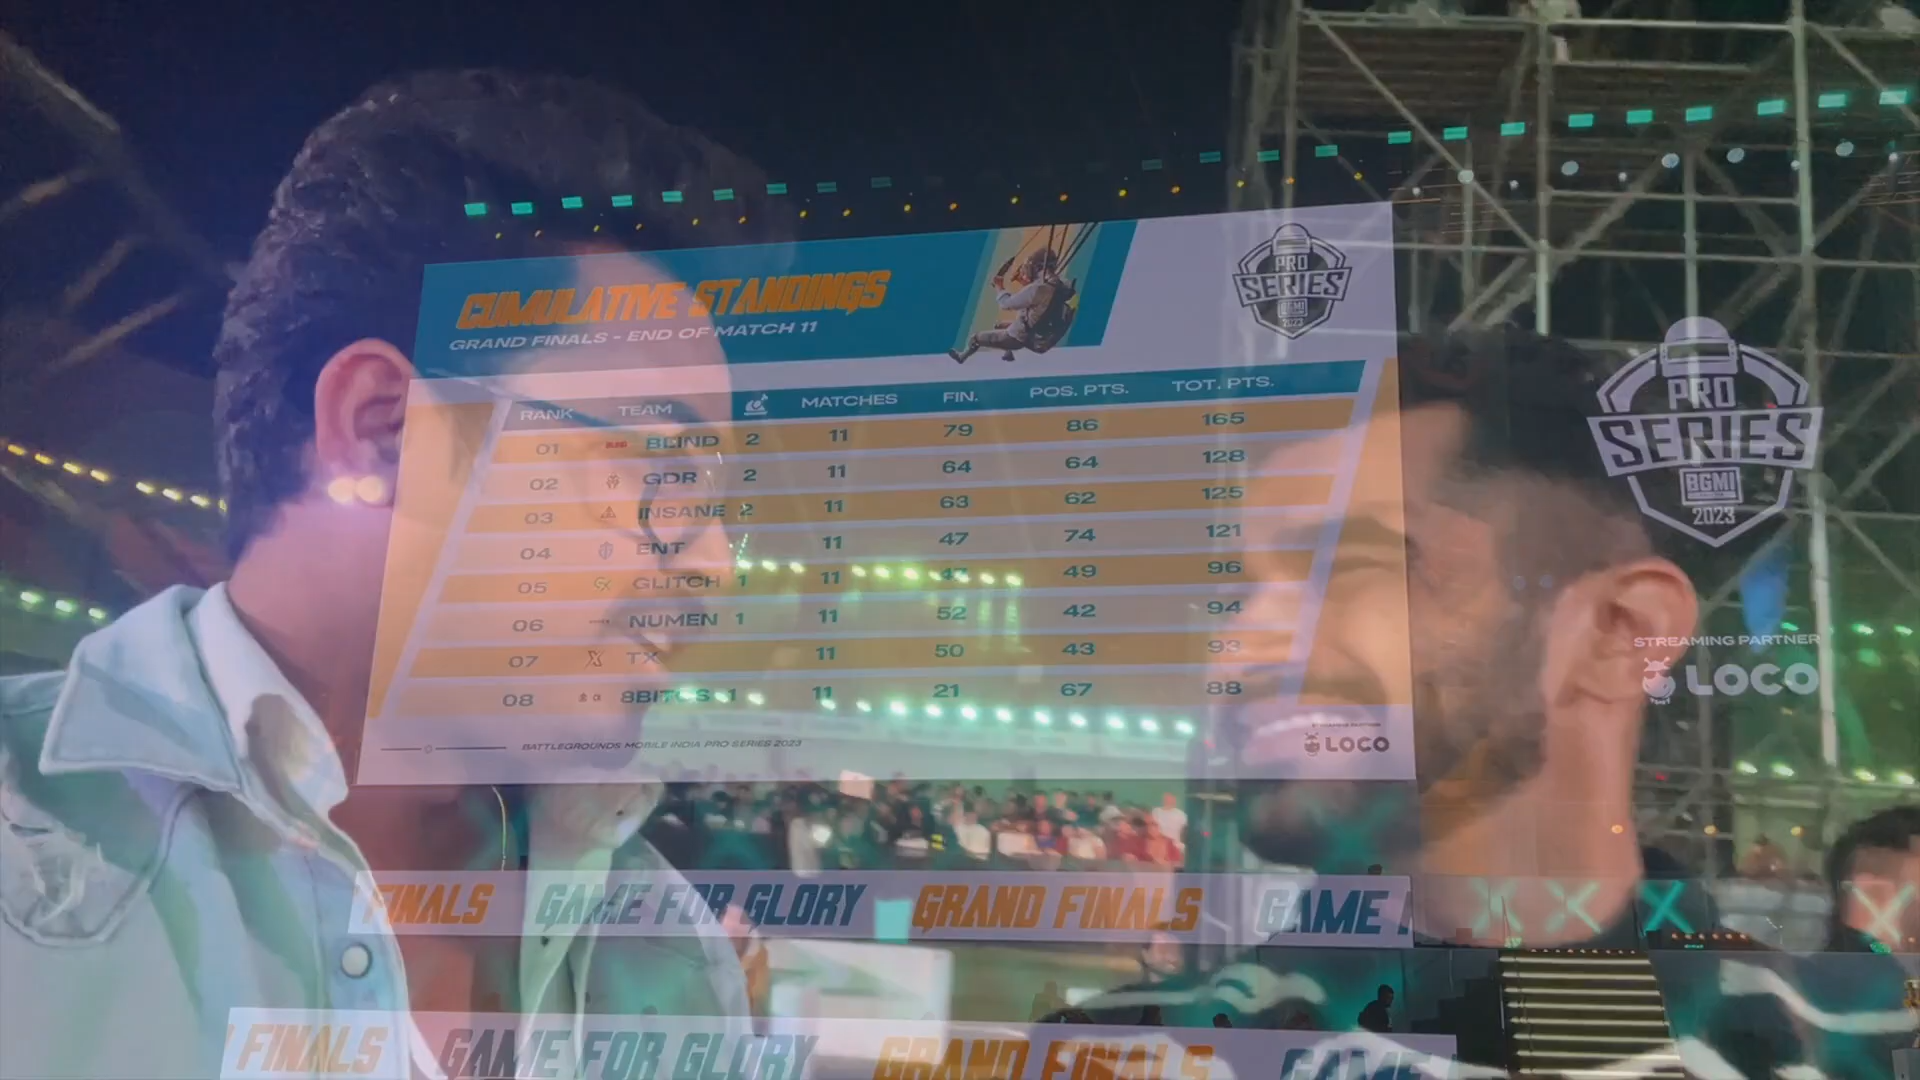 CUMULATIVE STANDINGS
GRAND FINALS - END OF MATCH 11
PRO
SERIES
BGMI
2023
RANK TEAM MATCHES FIN. POS. PTS. TOT. PTS.
01 BLIND BLIND 2 11 79 86 165
02 GDR 2 11 64 64 128
03 INSANE 2 11 63 62 125
04 ENT 11 47 74 121
05 GLITCH 1 11 47 49 96
06 NUMEN 1 11 52 42 94
07 TX 11 50 43 93
08 1 11 21 67 88
BATTLEGROUNDS MOBILE INDIA PRO SERIES 2023
STREAMING PARTNER
LOCO
PRO
SERIES
BGMI
2023
STREAMING PARTNER
LOCO
FINALS GAME FOR GLORY GRAND FINALS GAME
FINALS GAME FOR GLORY GRAND FINALS GAME